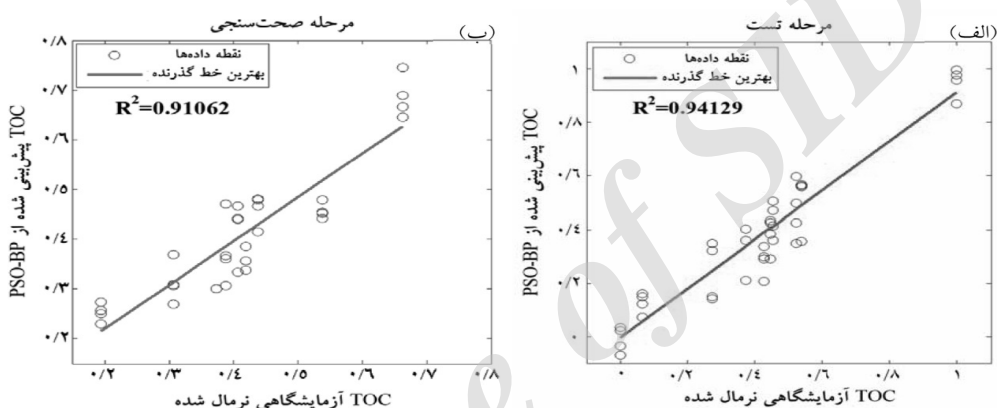 (الف)
مرحله تست
نقطه داده‌ها
بهترین خط گذرنده
R²=0.94129
TOC پیش‌بینی شده از PSO-BP
۱
۰/۸
۰/۶
۰/۴
۰/۲
۰
۰ ۰/۲ ۰/۴ ۰/۶ ۰/۸ ۱
TOC آزمایشگاهی نرمال شده
(ب)
مرحله صحت‌سنجی
نقطه داده‌ها
بهترین خط گذرنده
R²=0.91062
TOC پیش‌بینی شده از PSO-BP
۰/۸
۰/۷
۰/۶
۰/۵
۰/۴
۰/۳
۰/۲
۰/۲ ۰/۳ ۰/۴ ۰/۵ ۰/۶ ۰/۷ ۰/۸
TOC آزمایشگاهی نرمال شده
e of SID